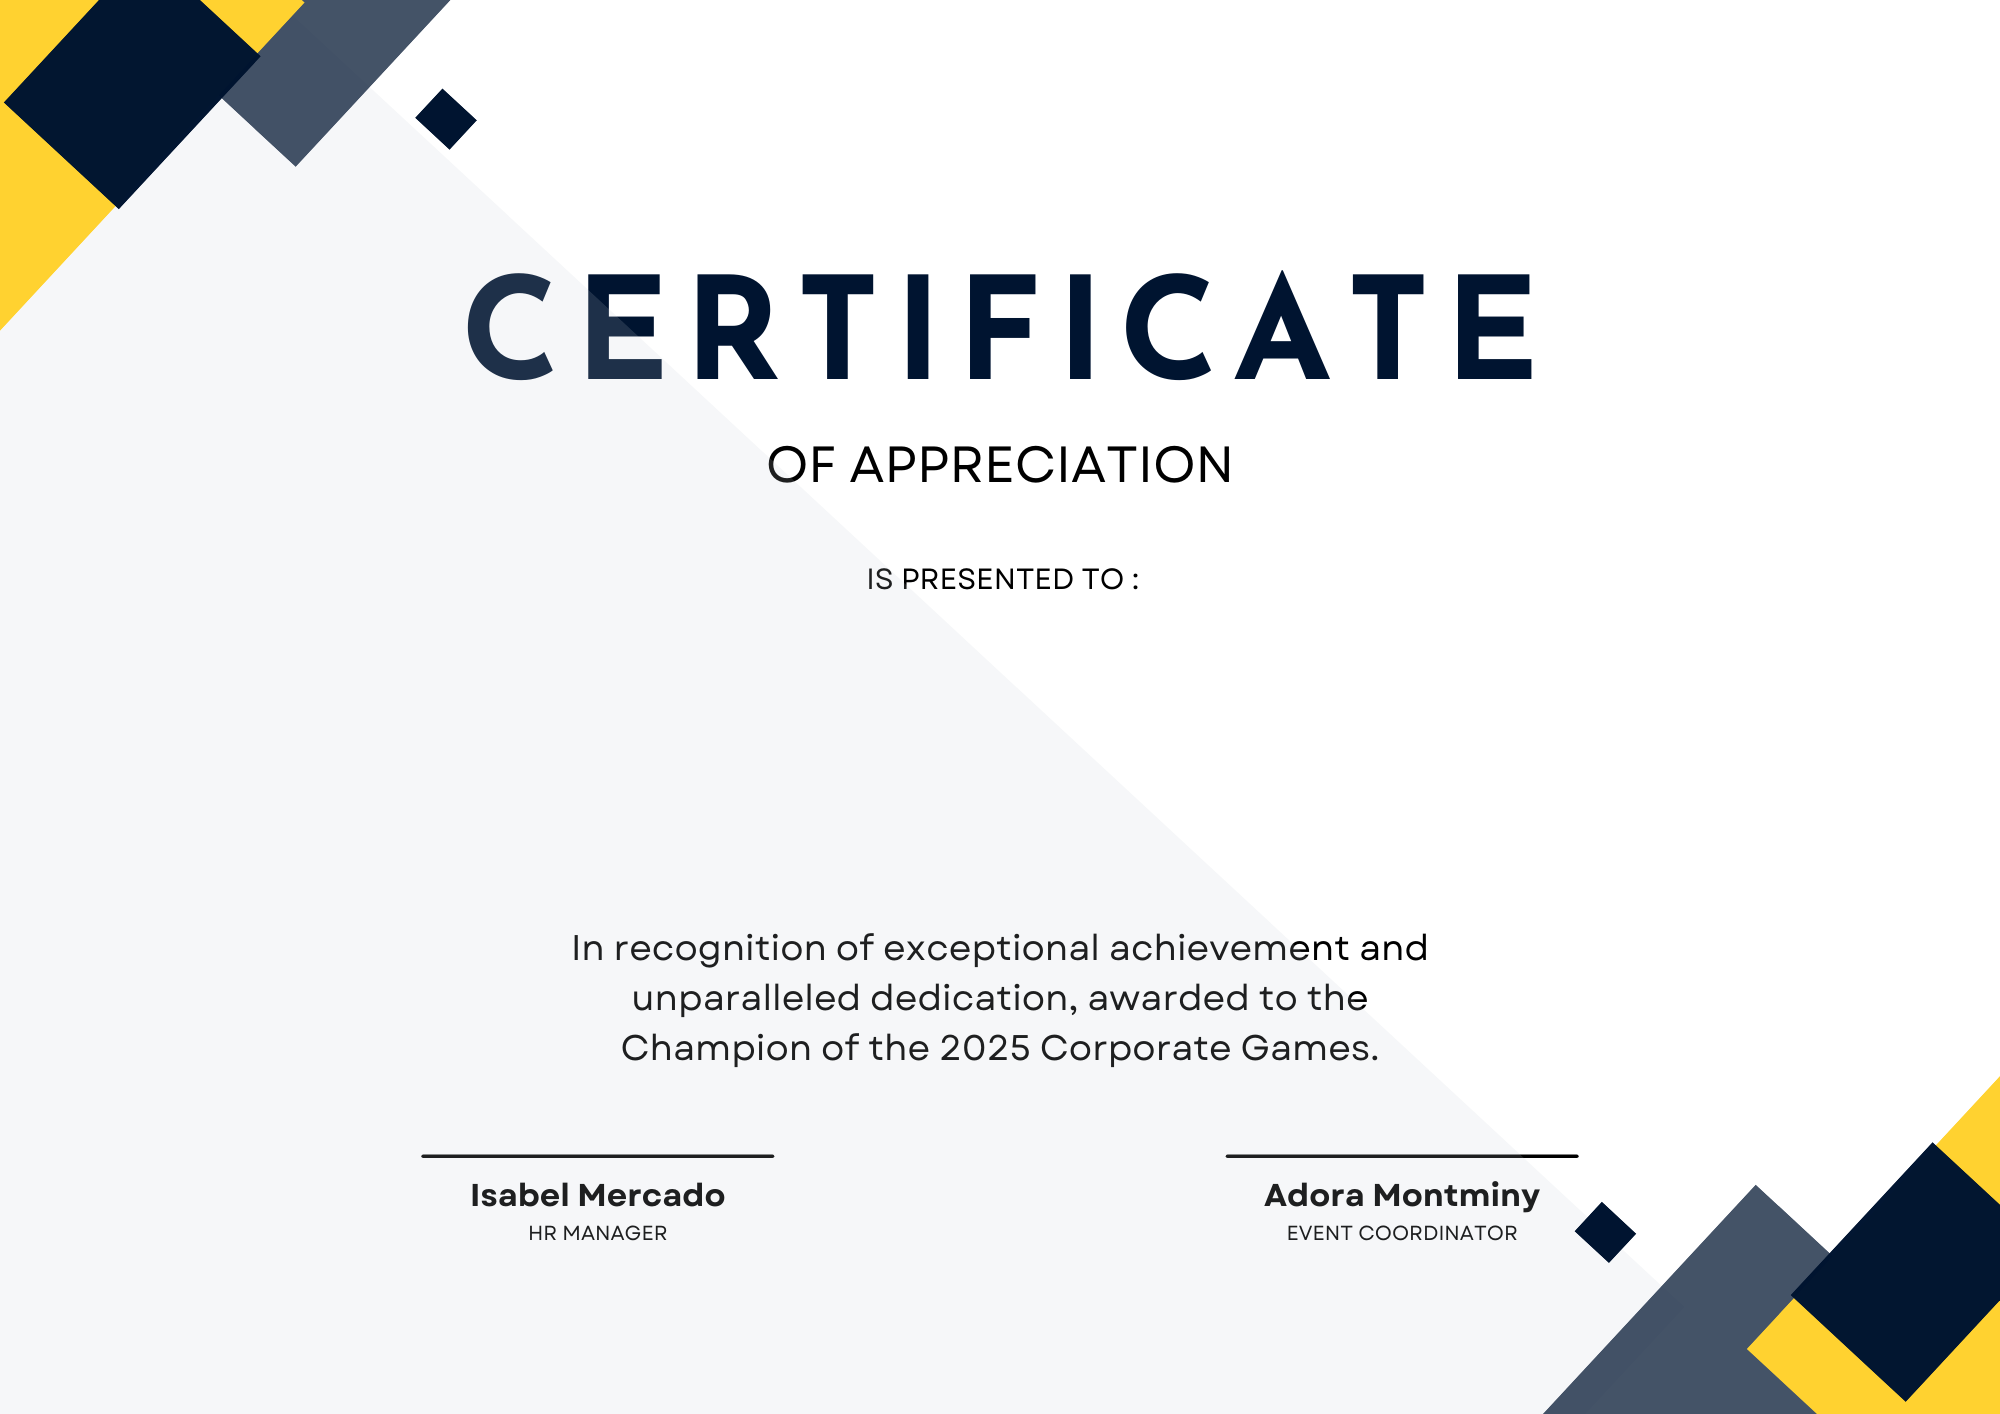 CERTIFICATE
OF APPRECIATION
IS PRESENTED TO :
In recognition of exceptional achievement and
unparalleled dedication, awarded to the
Champion of the 2025 Corporate Games.
Isabel Mercado
HR MANAGER
Adora Montminy
EVENT COORDINATOR